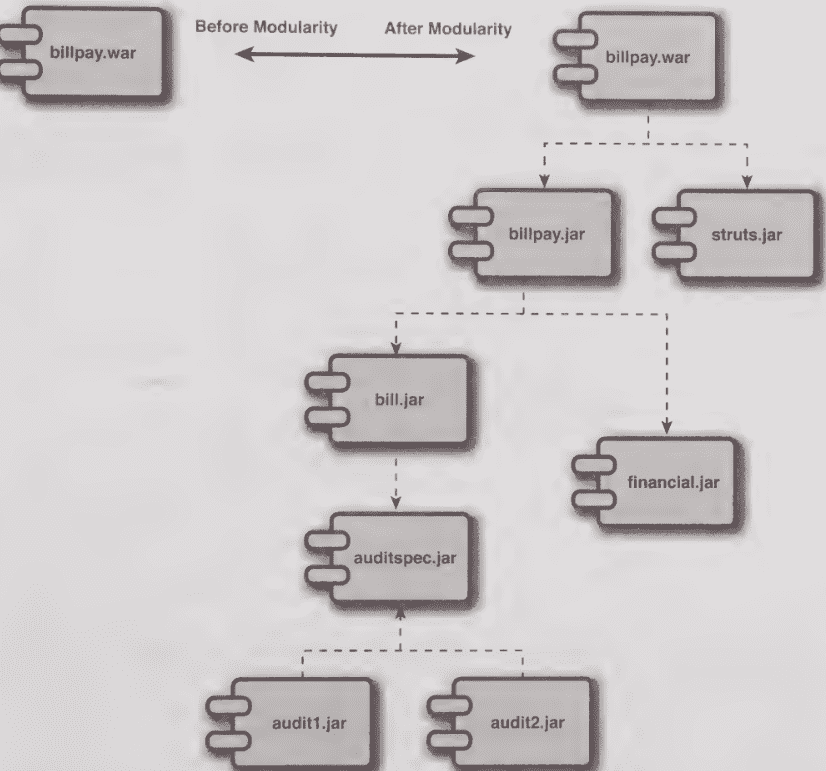 Before Modularity
After Modularity
billpay.war
billpay.war
billpay.jar
struts.jar
bill.jar
financial.jar
auditspec.jar
audit1.jar
audit2.jar